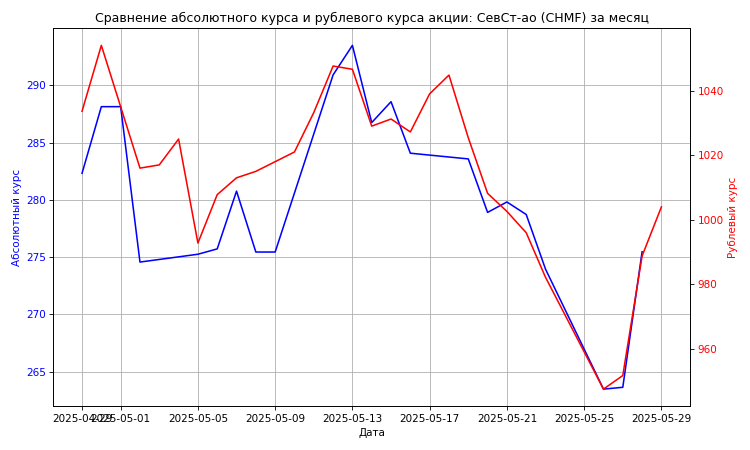 Сравнение абсолютного курса и рублевого курса акции: СевСт-ао (CHMF) за месяц
290
285
280
275
270
265
Абсолютный курс
1040
1020
1000
980
960
Рублевый курс
2025-04-29 2025-05-01 2025-05-05 2025-05-09 2025-05-13 2025-05-17 2025-05-21 2025-05-25 2025-05-29
Дата